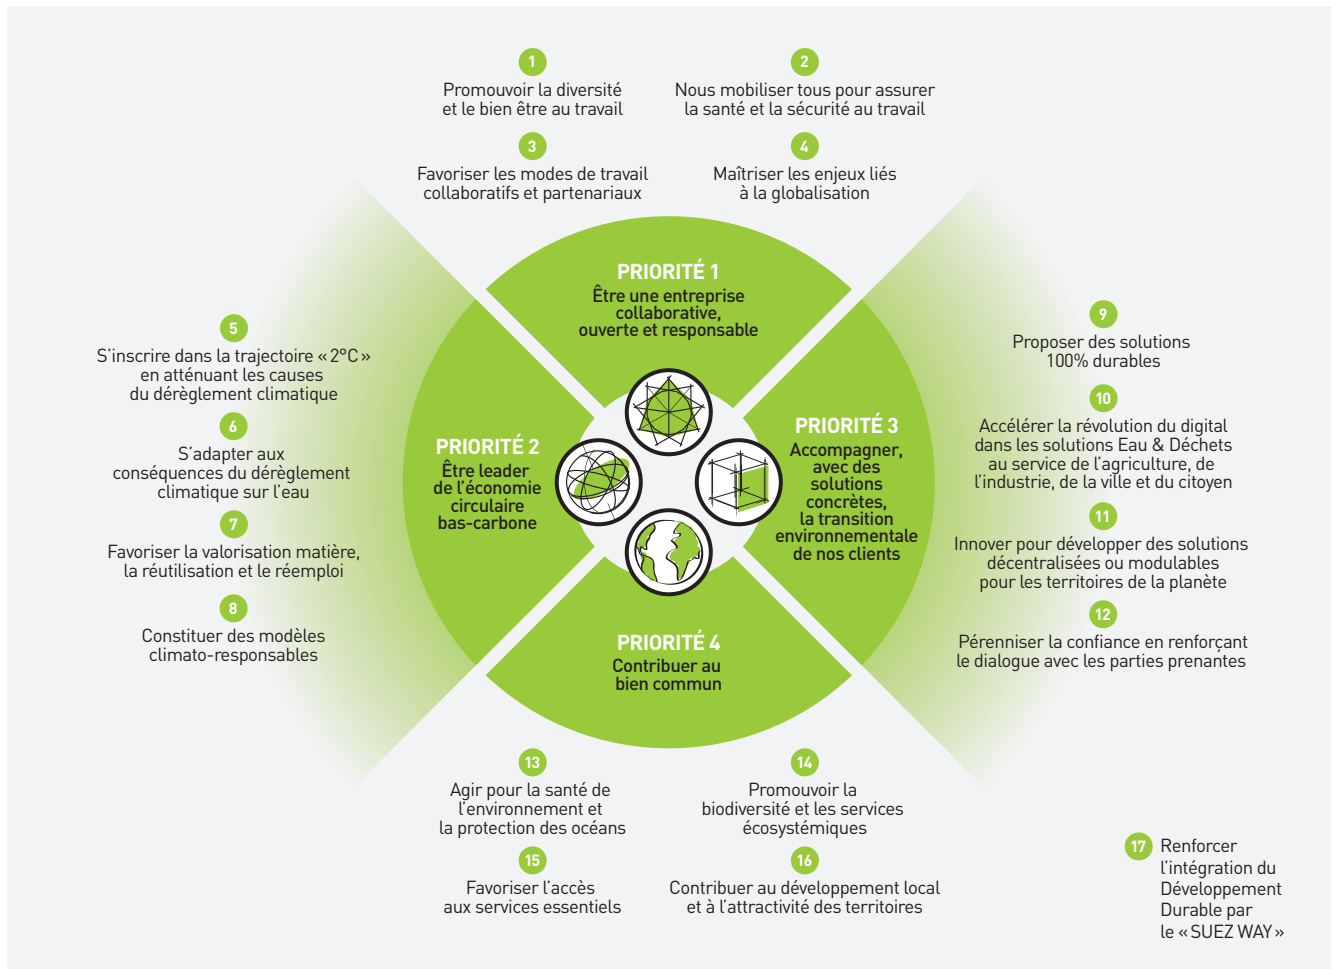 1
Promouvoir la diversité
et le bien être au travail
2
Nous mobiliser tous pour assurer
la santé et la sécurité au travail
3
Favoriser les modes de travail
collaboratifs et partenariaux
4
Maîtriser les enjeux liés
à la globalisation
PRIORITÉ 1
Être une entreprise
collaborative,
ouverte et responsable
5
S'inscrire dans la trajectoire « 2°C »
en atténuant les causes
du dérèglement climatique
6
S'adapter aux
conséquences du dérèglement
climatique sur l'eau
7
Favoriser la valorisation matière,
la réutilisation et le réemploi
8
Constituer des modèles
climato-responsables
PRIORITÉ 2
Être leader
de l'économie
circulaire
bas-carbone
PRIORITÉ 3
Accompagner,
avec des
solutions
concrètes,
la transition
environnementale
de nos clients
9
Proposer des solutions
100% durables
10
Accélérer la révolution du digital
dans les solutions Eau & Déchets
au service de l'agriculture, de
l'industrie, de la ville et du citoyen
11
Innover pour développer des solutions
décentralisées ou modulables
pour les territoires de la planète
12
Pérenniser la confiance en renforçant
le dialogue avec les parties prenantes
PRIORITÉ 4
Contribuer au
bien commun
13
Agir pour la santé de
l'environnement et
la protection des océans
14
Promouvoir la
biodiversité et les services
écosystémiques
15
Favoriser l'accès
aux services essentiels
16
Contribuer au développement local
et à l'attractivité des territoires
17
Renforcer
l'intégration du
Développement
Durable par
le « SUEZ WAY »